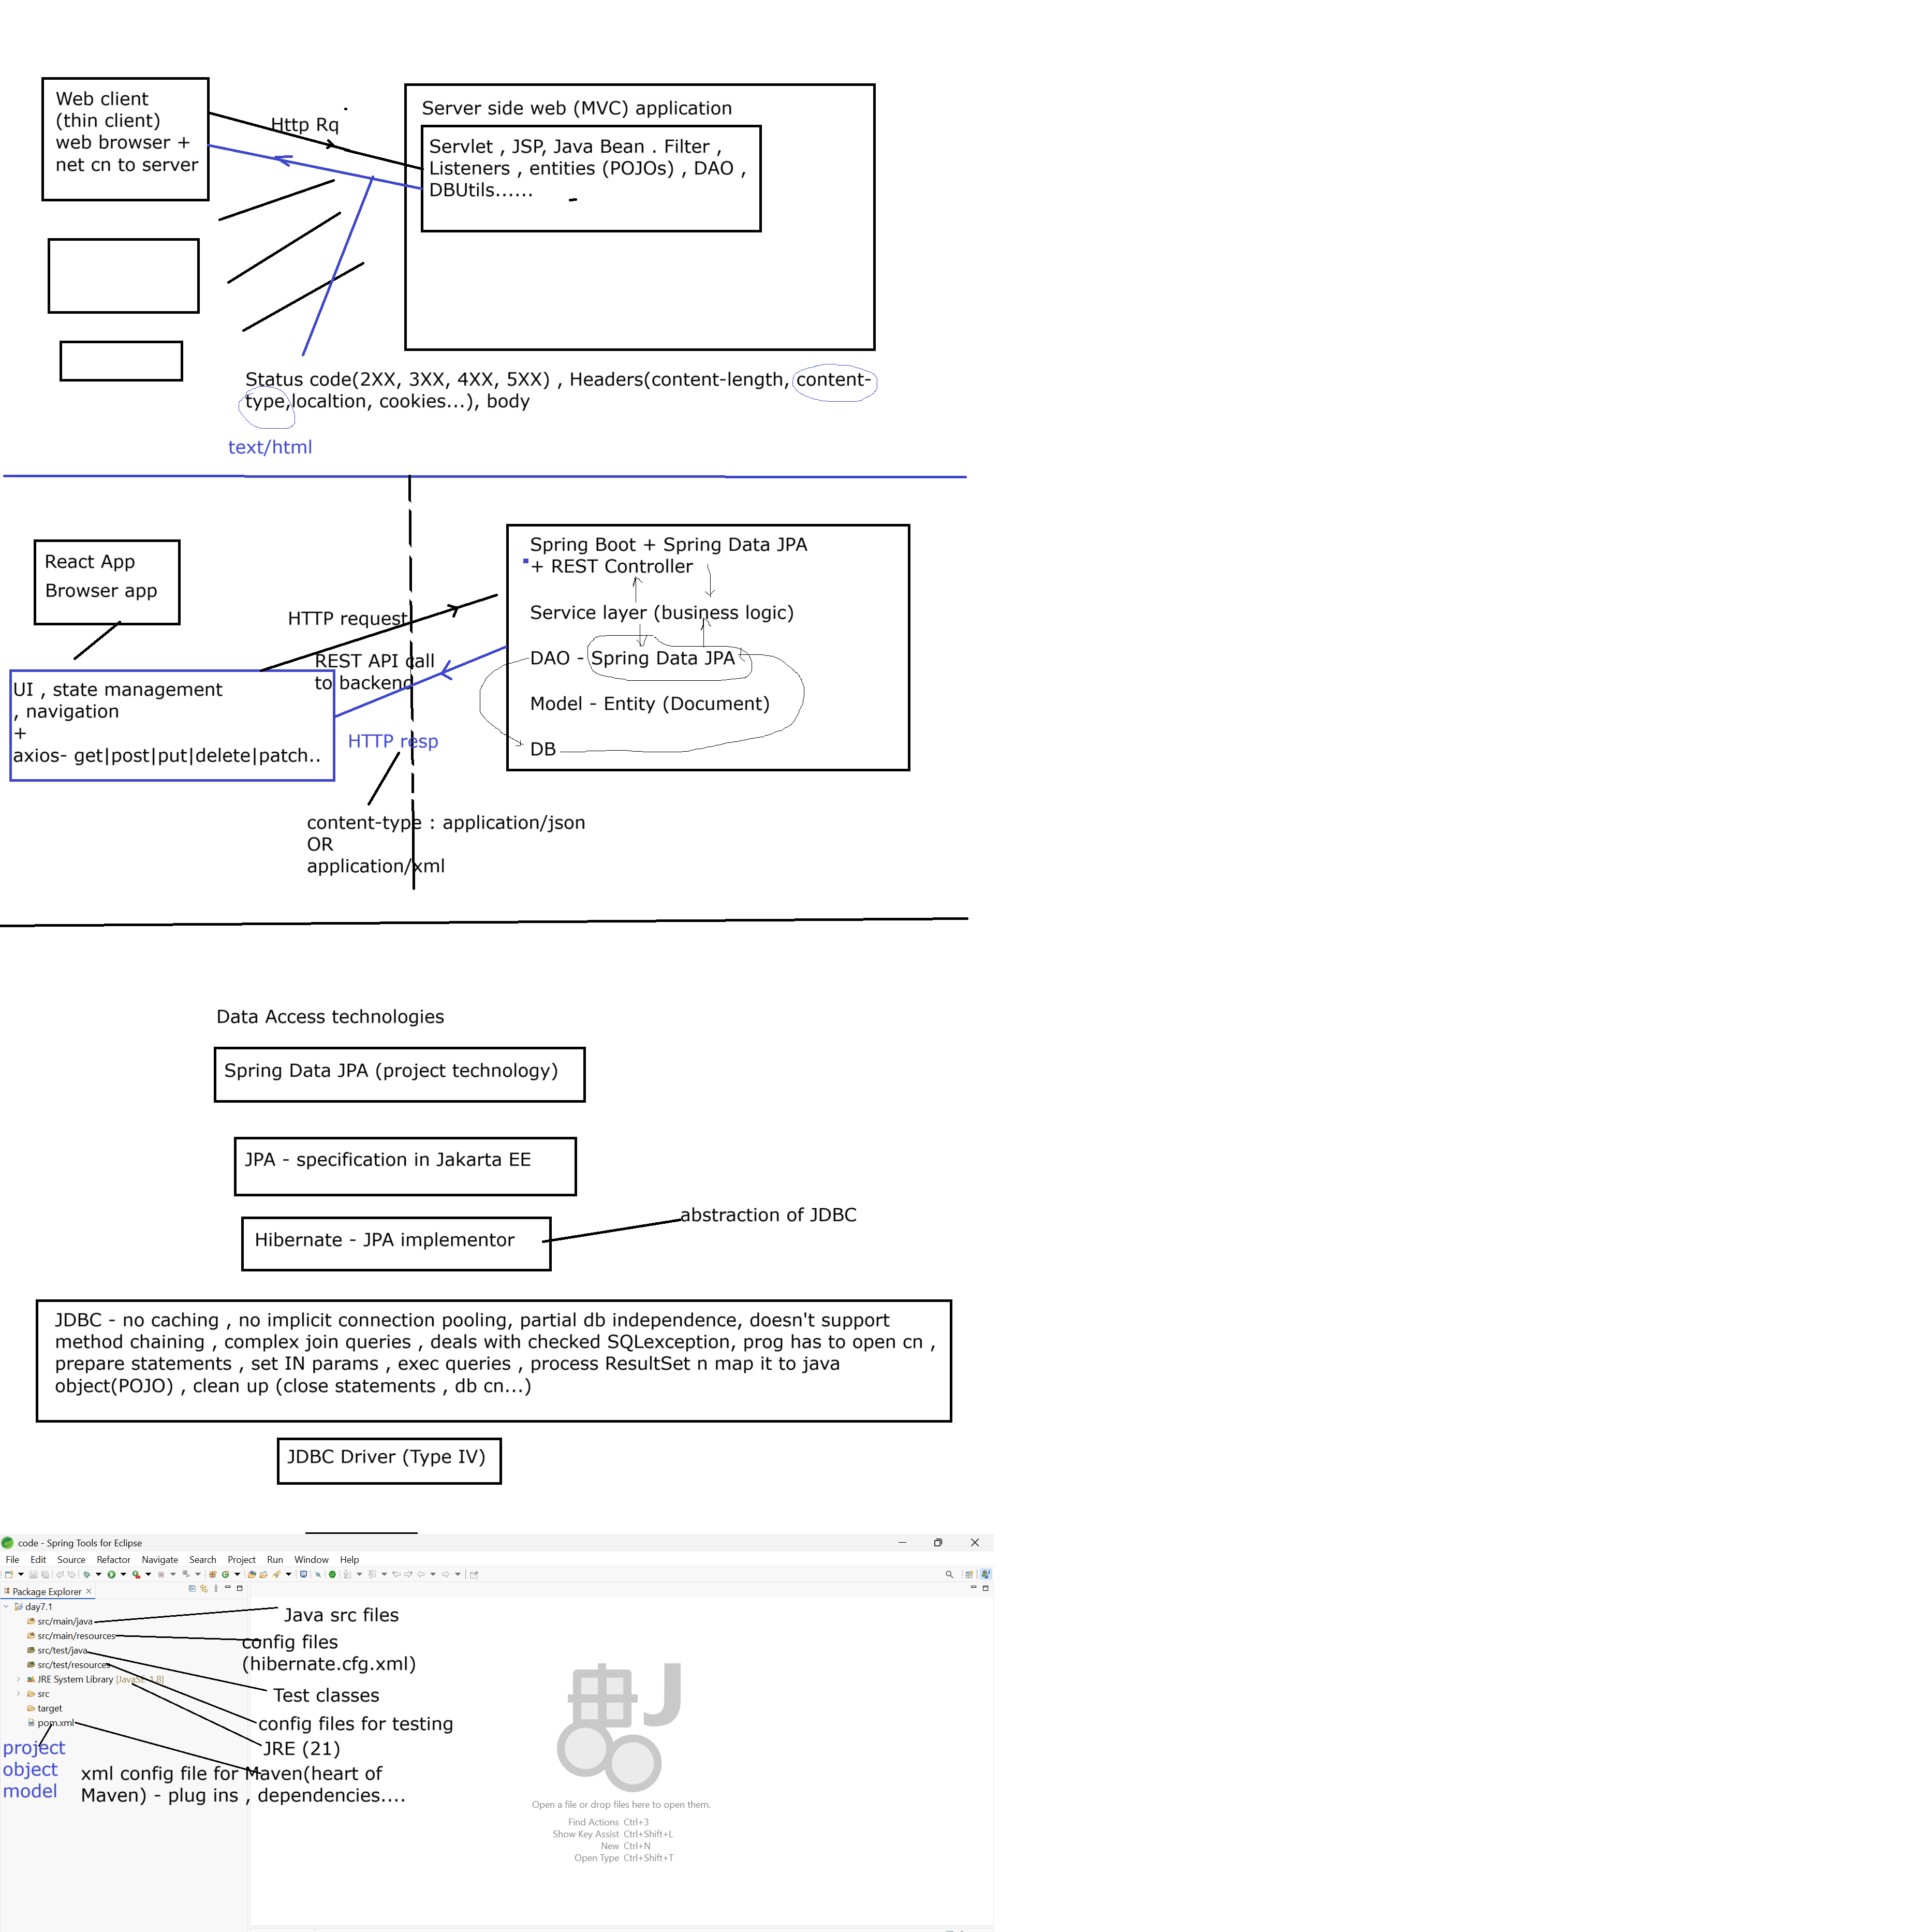 Web client
(thin client)
web browser +
net cn to server
Http Rq
Server side web (MVC) application
Servlet , JSP, Java Bean . Filter ,
Listeners , entities (POJOs) , DAO ,
DBUtils......
Status code(2XX, 3XX, 4XX, 5XX) , Headers(content-length, content-
type,localtion, cookies...), body
text/html
React App
Browser app
UI , state management
, navigation
+
axios- get|post|put|delete|patch..
HTTP request
REST API call
to backend
HTTP resp
content-type : application/json
OR
application/xml
Spring Boot + Spring Data JPA
+ REST Controller
Service layer (business logic)
DAO - Spring Data JPA
Model - Entity (Document)
DB
Data Access technologies
Spring Data JPA (project technology)
JPA - specification in Jakarta EE
Hibernate - JPA implementor
abstraction of JDBC
JDBC - no caching , no implicit connection pooling, partial db independence, doesn't support
method chaining , complex join queries , deals with checked SQLexception, prog has to open cn ,
prepare statements , set IN params , exec queries , process ResultSet n map it to java
object(POJO) , clean up (close statements , db cn...)
JDBC Driver (Type IV)
code - Spring Tools for Eclipse
File Edit Source Refactor Navigate Search Project Run Window Help
Package Explorer
day7.1
src/main/java
src/main/resources
src/test/java
src/test/resources
JRE System Library [JavaSE-1.8]
src
target
pom.xml
Java src files
config files
(hibernate.cfg.xml)
Test classes
config files for testing
JRE (21)
project
object
model
xml config file for Maven(heart of
Maven) - plug ins , dependencies....
J
Open a file or drop files here to open them.
Find Actions Ctrl+3
Show Key Assist Ctrl+Shift+L
New Ctrl+N
Open Type Ctrl+Shift+T